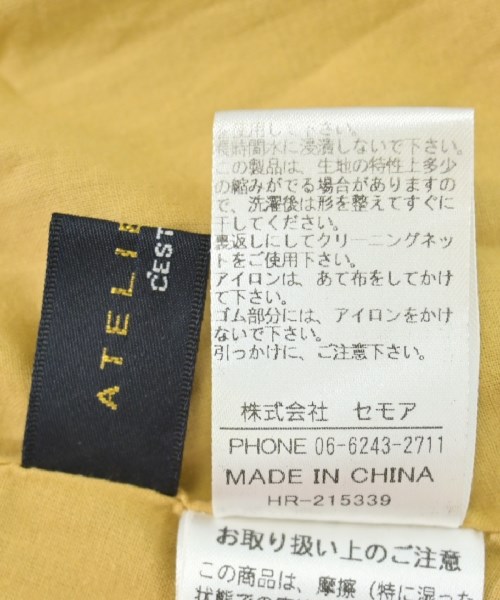 ATELIE
C'EST
を使用して下さい。
長時間水に浸漬しないで下さい。
この製品は、生地の特性上多少
の縮みがでる場合がありますの
で、洗濯後は形を整えてすぐに
干してください。
裏返しにしてクリーニングネッ
トをご使用下さい。
アイロンは、あて布をしてかけ
て下さい。
ゴム部分には、アイロンをかけ
ないで下さい。
引っかけに、ご注意下さい。
株式会社 セモア
PHONE 06-6243-2711
MADE IN CHINA
HR-215339
お取り扱い上のご注意
この商品は、摩擦(特に湿った